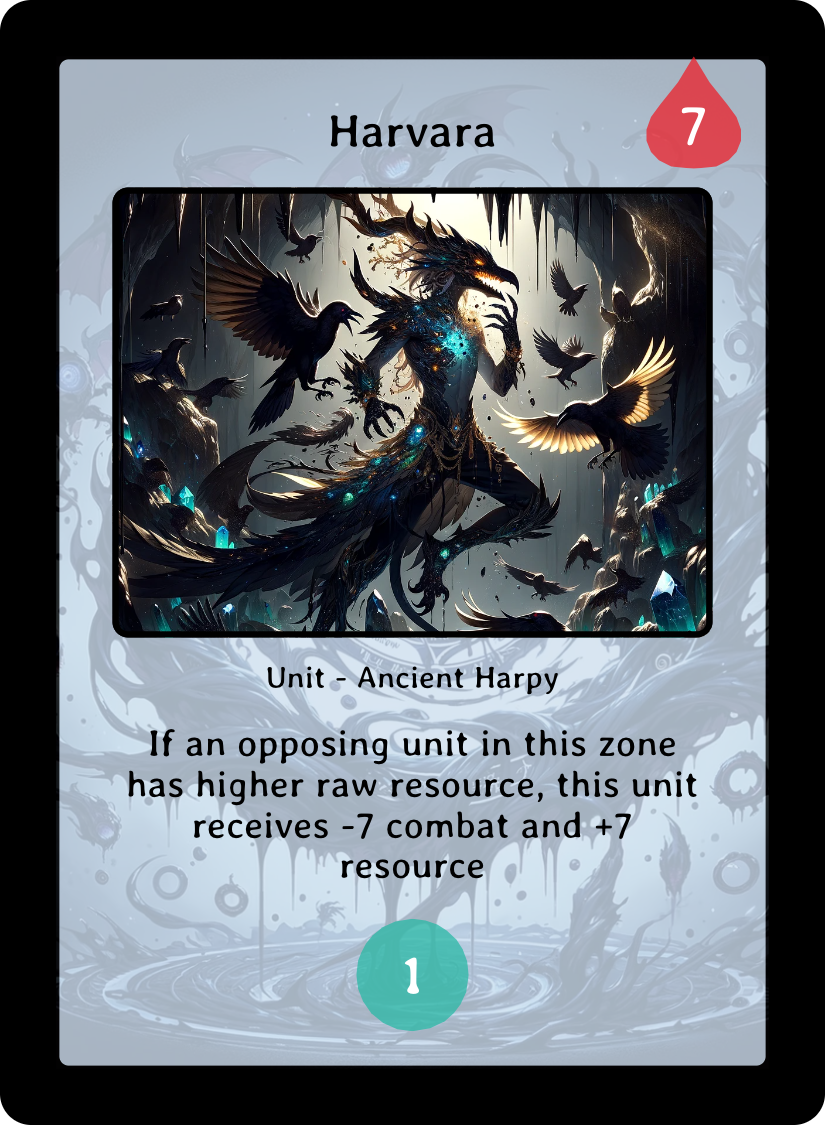 Harvara
7
Unit - Ancient Harpy
If an opposing unit in this zone
has higher raw resource, this unit
receives -7 combat and +7
resource
1